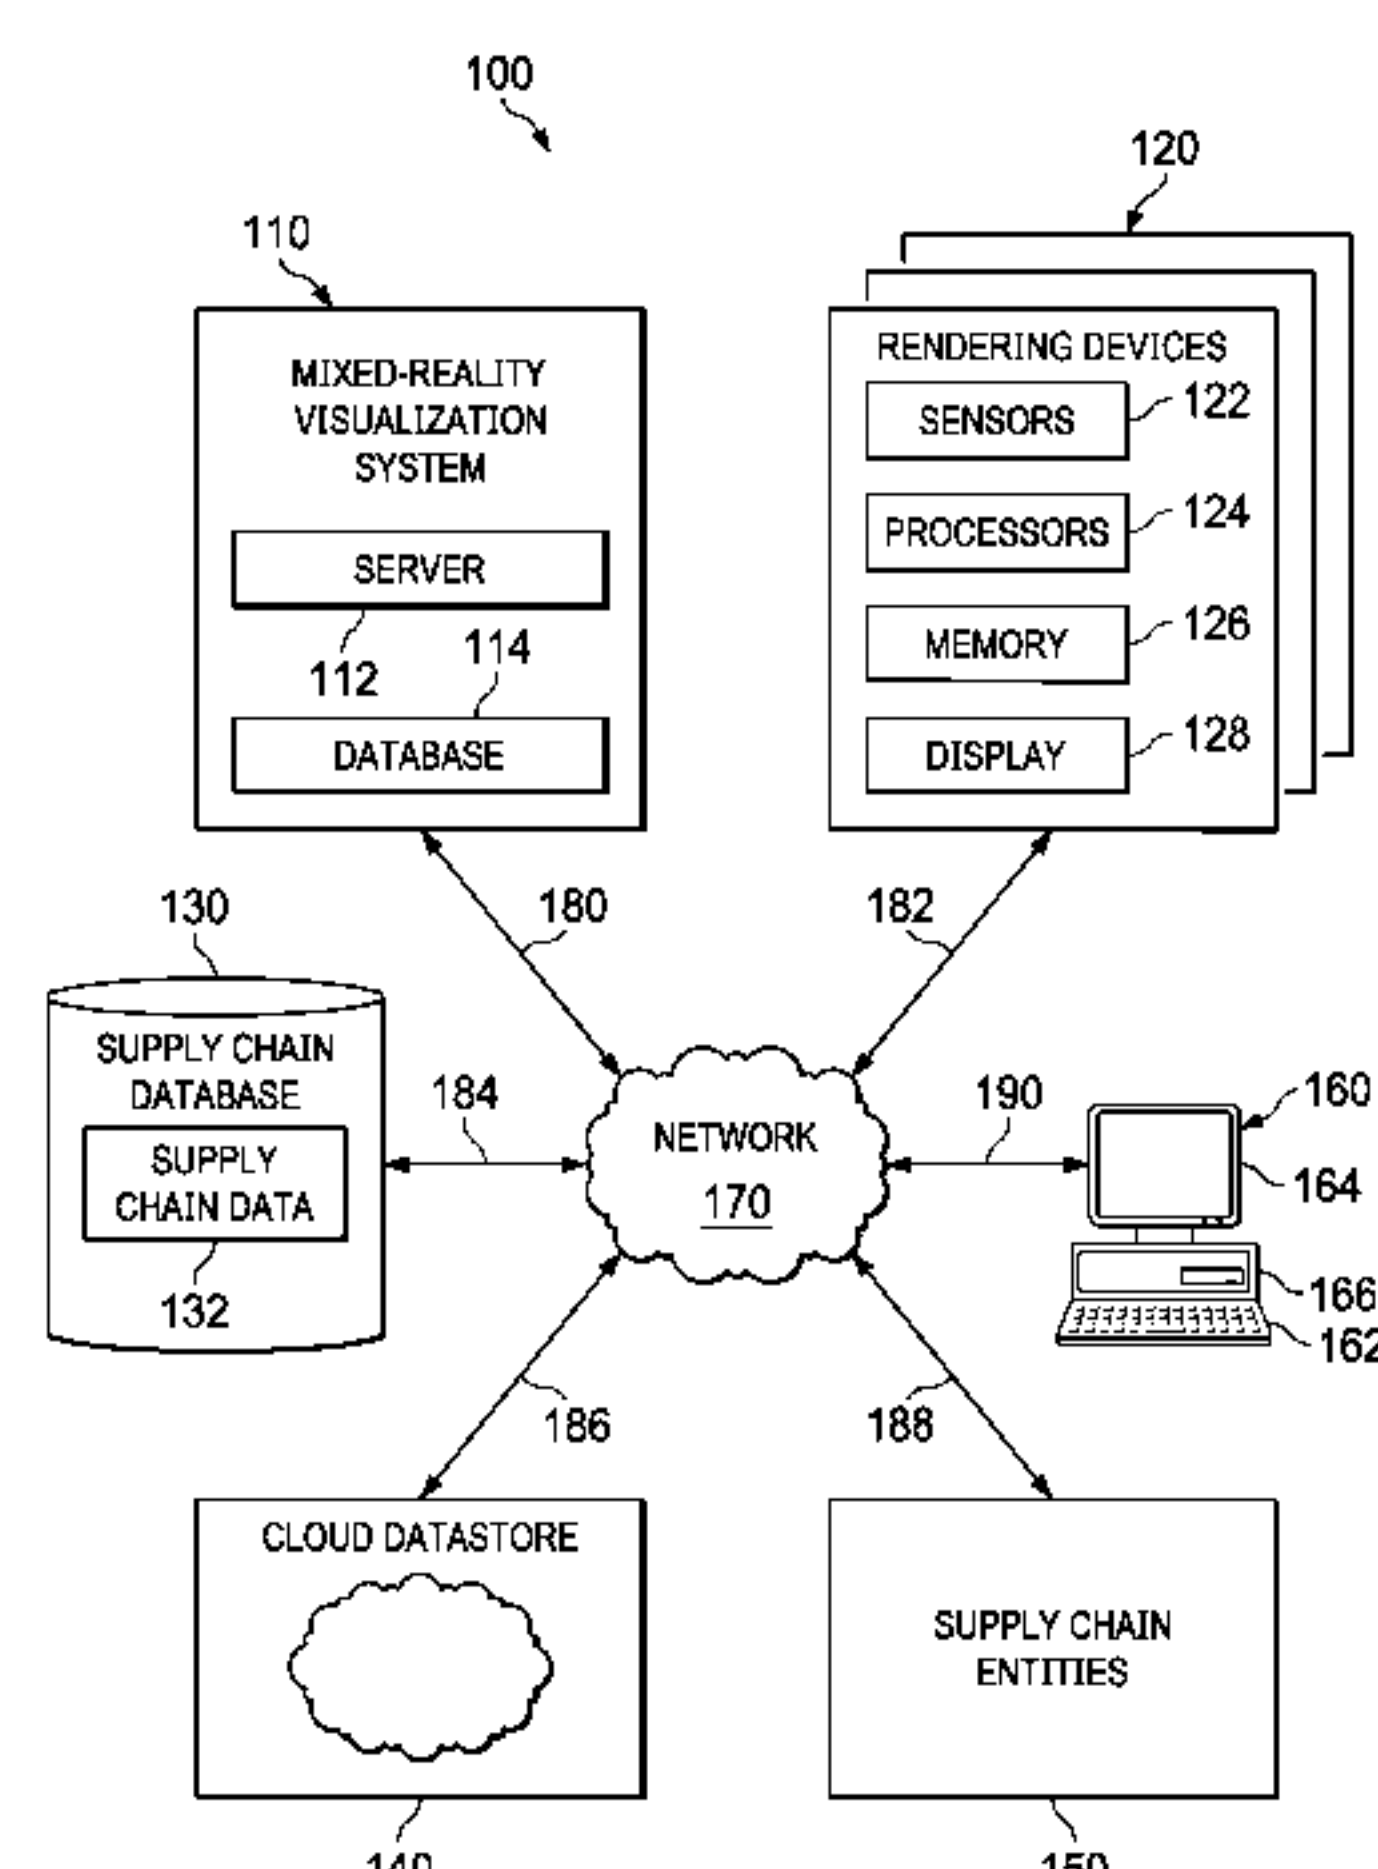 100
120
110
RENDERING DEVICES
MIXED-REALITY
VISUALIZATION
SYSTEM
SENSORS
122
PROCESSORS
124
SERVER
112
MEMORY
126
114
DATABASE
DISPLAY
128
130
180
182
SUPPLY CHAIN
DATABASE
SUPPLY
CHAIN DATA
132
184
NETWORK
170
190
160
164
166
162
186
188
CLOUD DATASTORE
SUPPLY CHAIN
ENTITIES